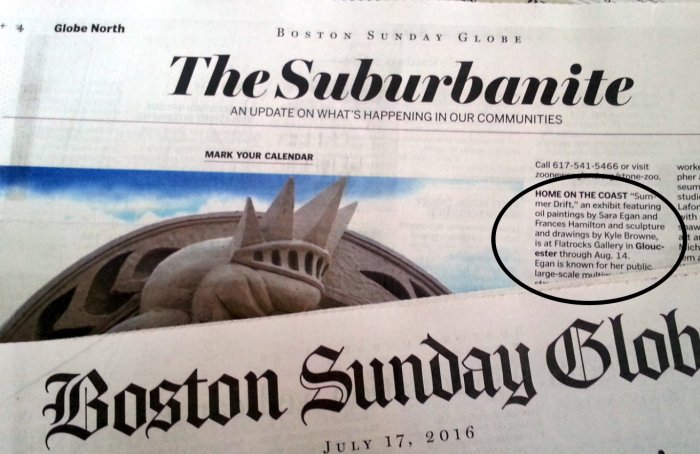 4
Globe North
BOSTON SUNDAY GLOBE
The Suburbanite
AN UPDATE ON WHAT'S HAPPENING IN OUR COMMUNITIES
MARK YOUR CALENDAR
Call 617-541-5466 or visit
HOME ON THE COAST "Sum-
mer Drift," an exhibit featuring
oil paintings by Sara Egan and
Frances Hamilton and sculpture
and drawings by Kyle Browne,
is at Flatrocks Gallery in Glouc-
ester through Aug. 14.
Egan is known for her public
large-scale
Boston Sunday Glob
JULY 17, 2016